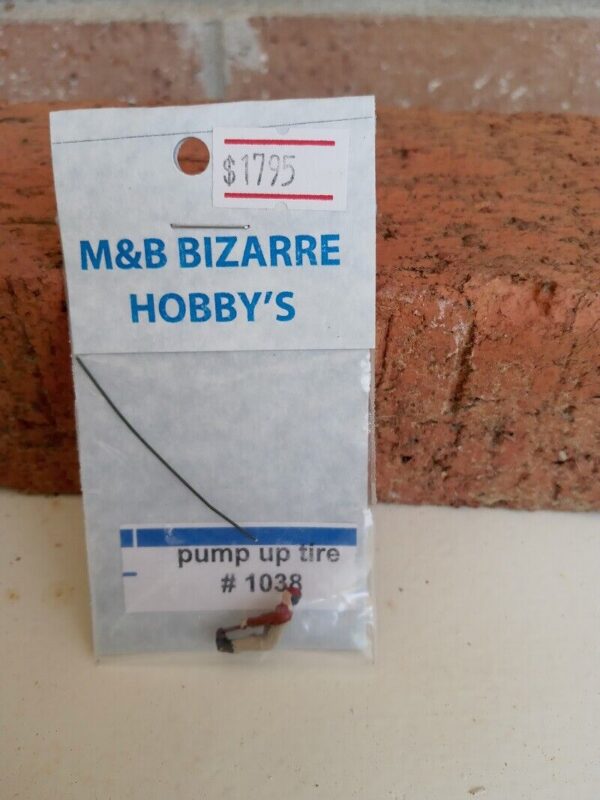 $1795
M&B BIZARRE
HOBBY'S
pump up tire
# 1038